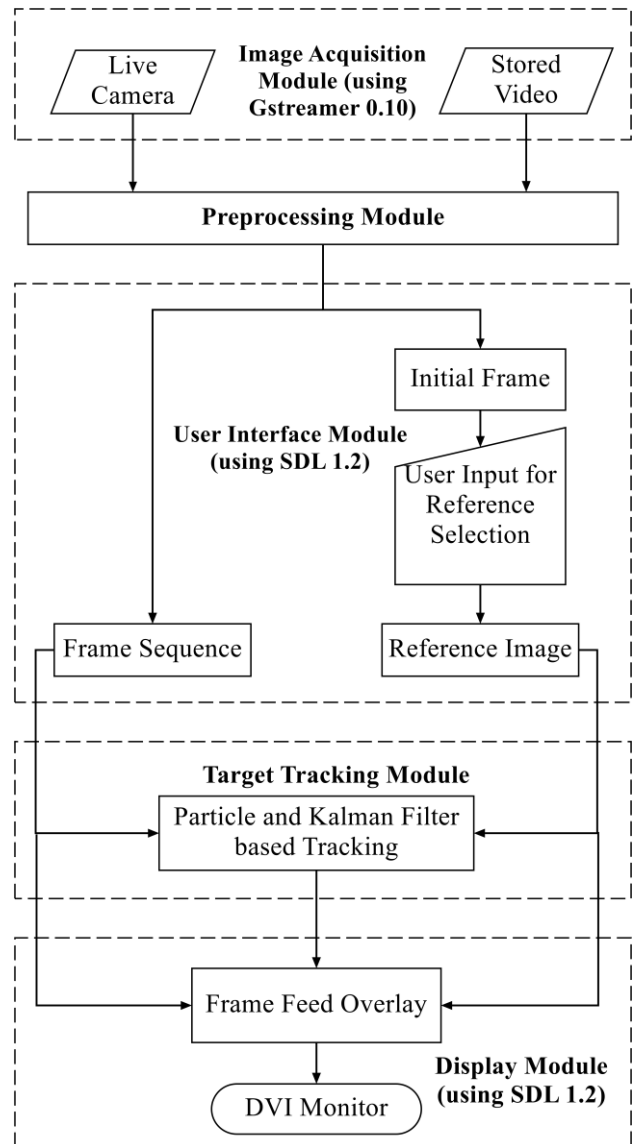 Live
Camera
Image Acquisition
Module (using
Gstreamer 0.10)
Stored
Video
Preprocessing Module
Initial Frame
User Interface Module
(using SDL 1.2)
User Input for
Reference
Selection
Frame Sequence
Reference Image
Target Tracking Module
Particle and Kalman Filter
based Tracking
Frame Feed Overlay
Display Module
(using SDL 1.2)
DVI Monitor